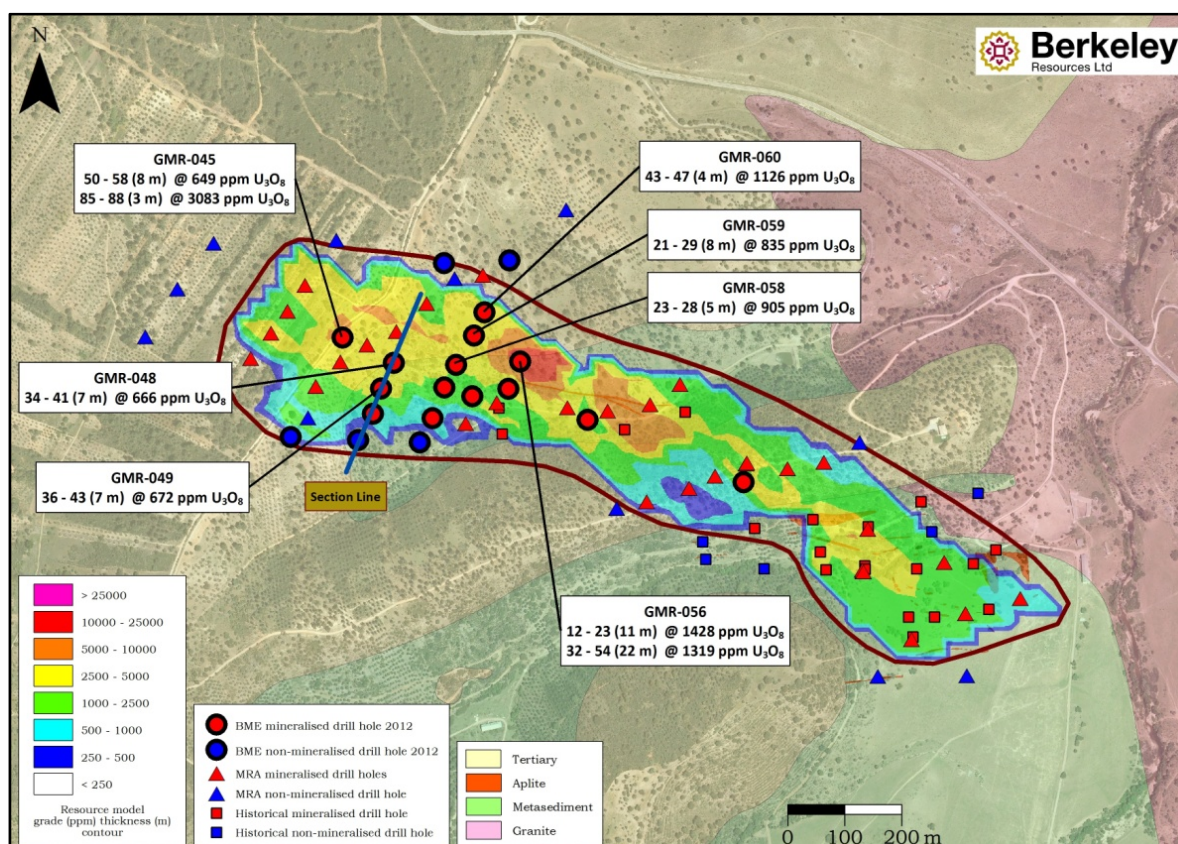 N
Berkeley
Resources Ltd
GMR-045
50 - 58 (8 m) @ 649 ppm U₃O₈
85 - 88 (3 m) @ 3083 ppm U₃O₈
GMR-060
43 - 47 (4 m) @ 1126 ppm U₃O₈
GMR-059
21 - 29 (8 m) @ 835 ppm U₃O₈
GMR-058
23 - 28 (5 m) @ 905 ppm U₃O₈
GMR-048
34 - 41 (7 m) @ 666 ppm U₃O₈
GMR-049
36 - 43 (7 m) @ 672 ppm U₃O₈
Section Line
GMR-056
12 - 23 (11 m) @ 1428 ppm U₃O₈
32 - 54 (22 m) @ 1319 ppm U₃O₈
> 25000
10000 - 25000
5000 - 10000
2500 - 5000
1000 - 2500
500 - 1000
250 - 500
< 250
Resource model
grade (ppm) thickness (m)
contour
BME mineralised drill hole 2012
BME non-mineralised drill hole 2012
MRA mineralised drill holes
MRA non-mineralised drill hole
Historical mineralised drill hole
Historical non-mineralised drill hole
Tertiary
Aplite
Metasediment
Granite
0 100 200 m